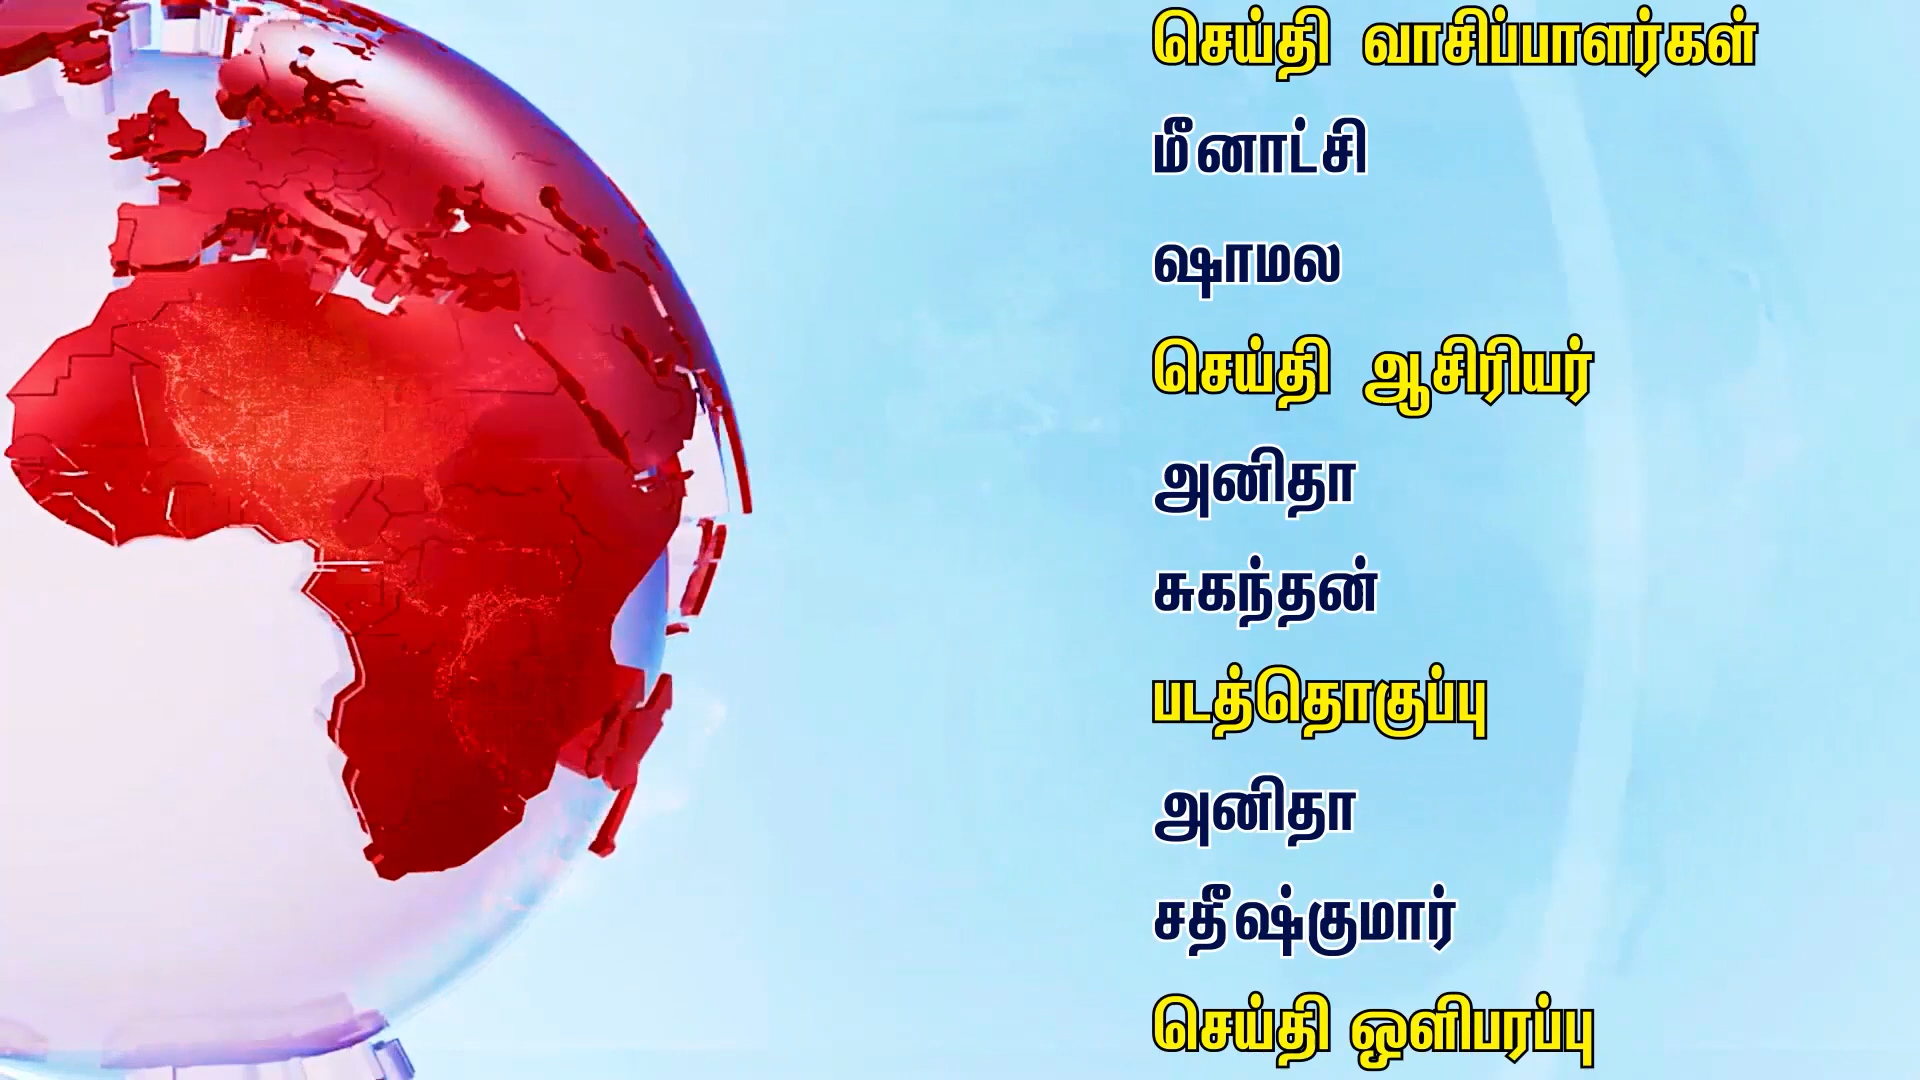 செய்தி வாசிப்பாளர்கள்
மீனாட்சி
ஷாமல
செய்தி ஆசிரியர்
அனிதா
சுகந்தன்
படத்தொகுப்பு
அனிதா
சதீஷ்குமார்
செய்தி ஒளிபரப்பு